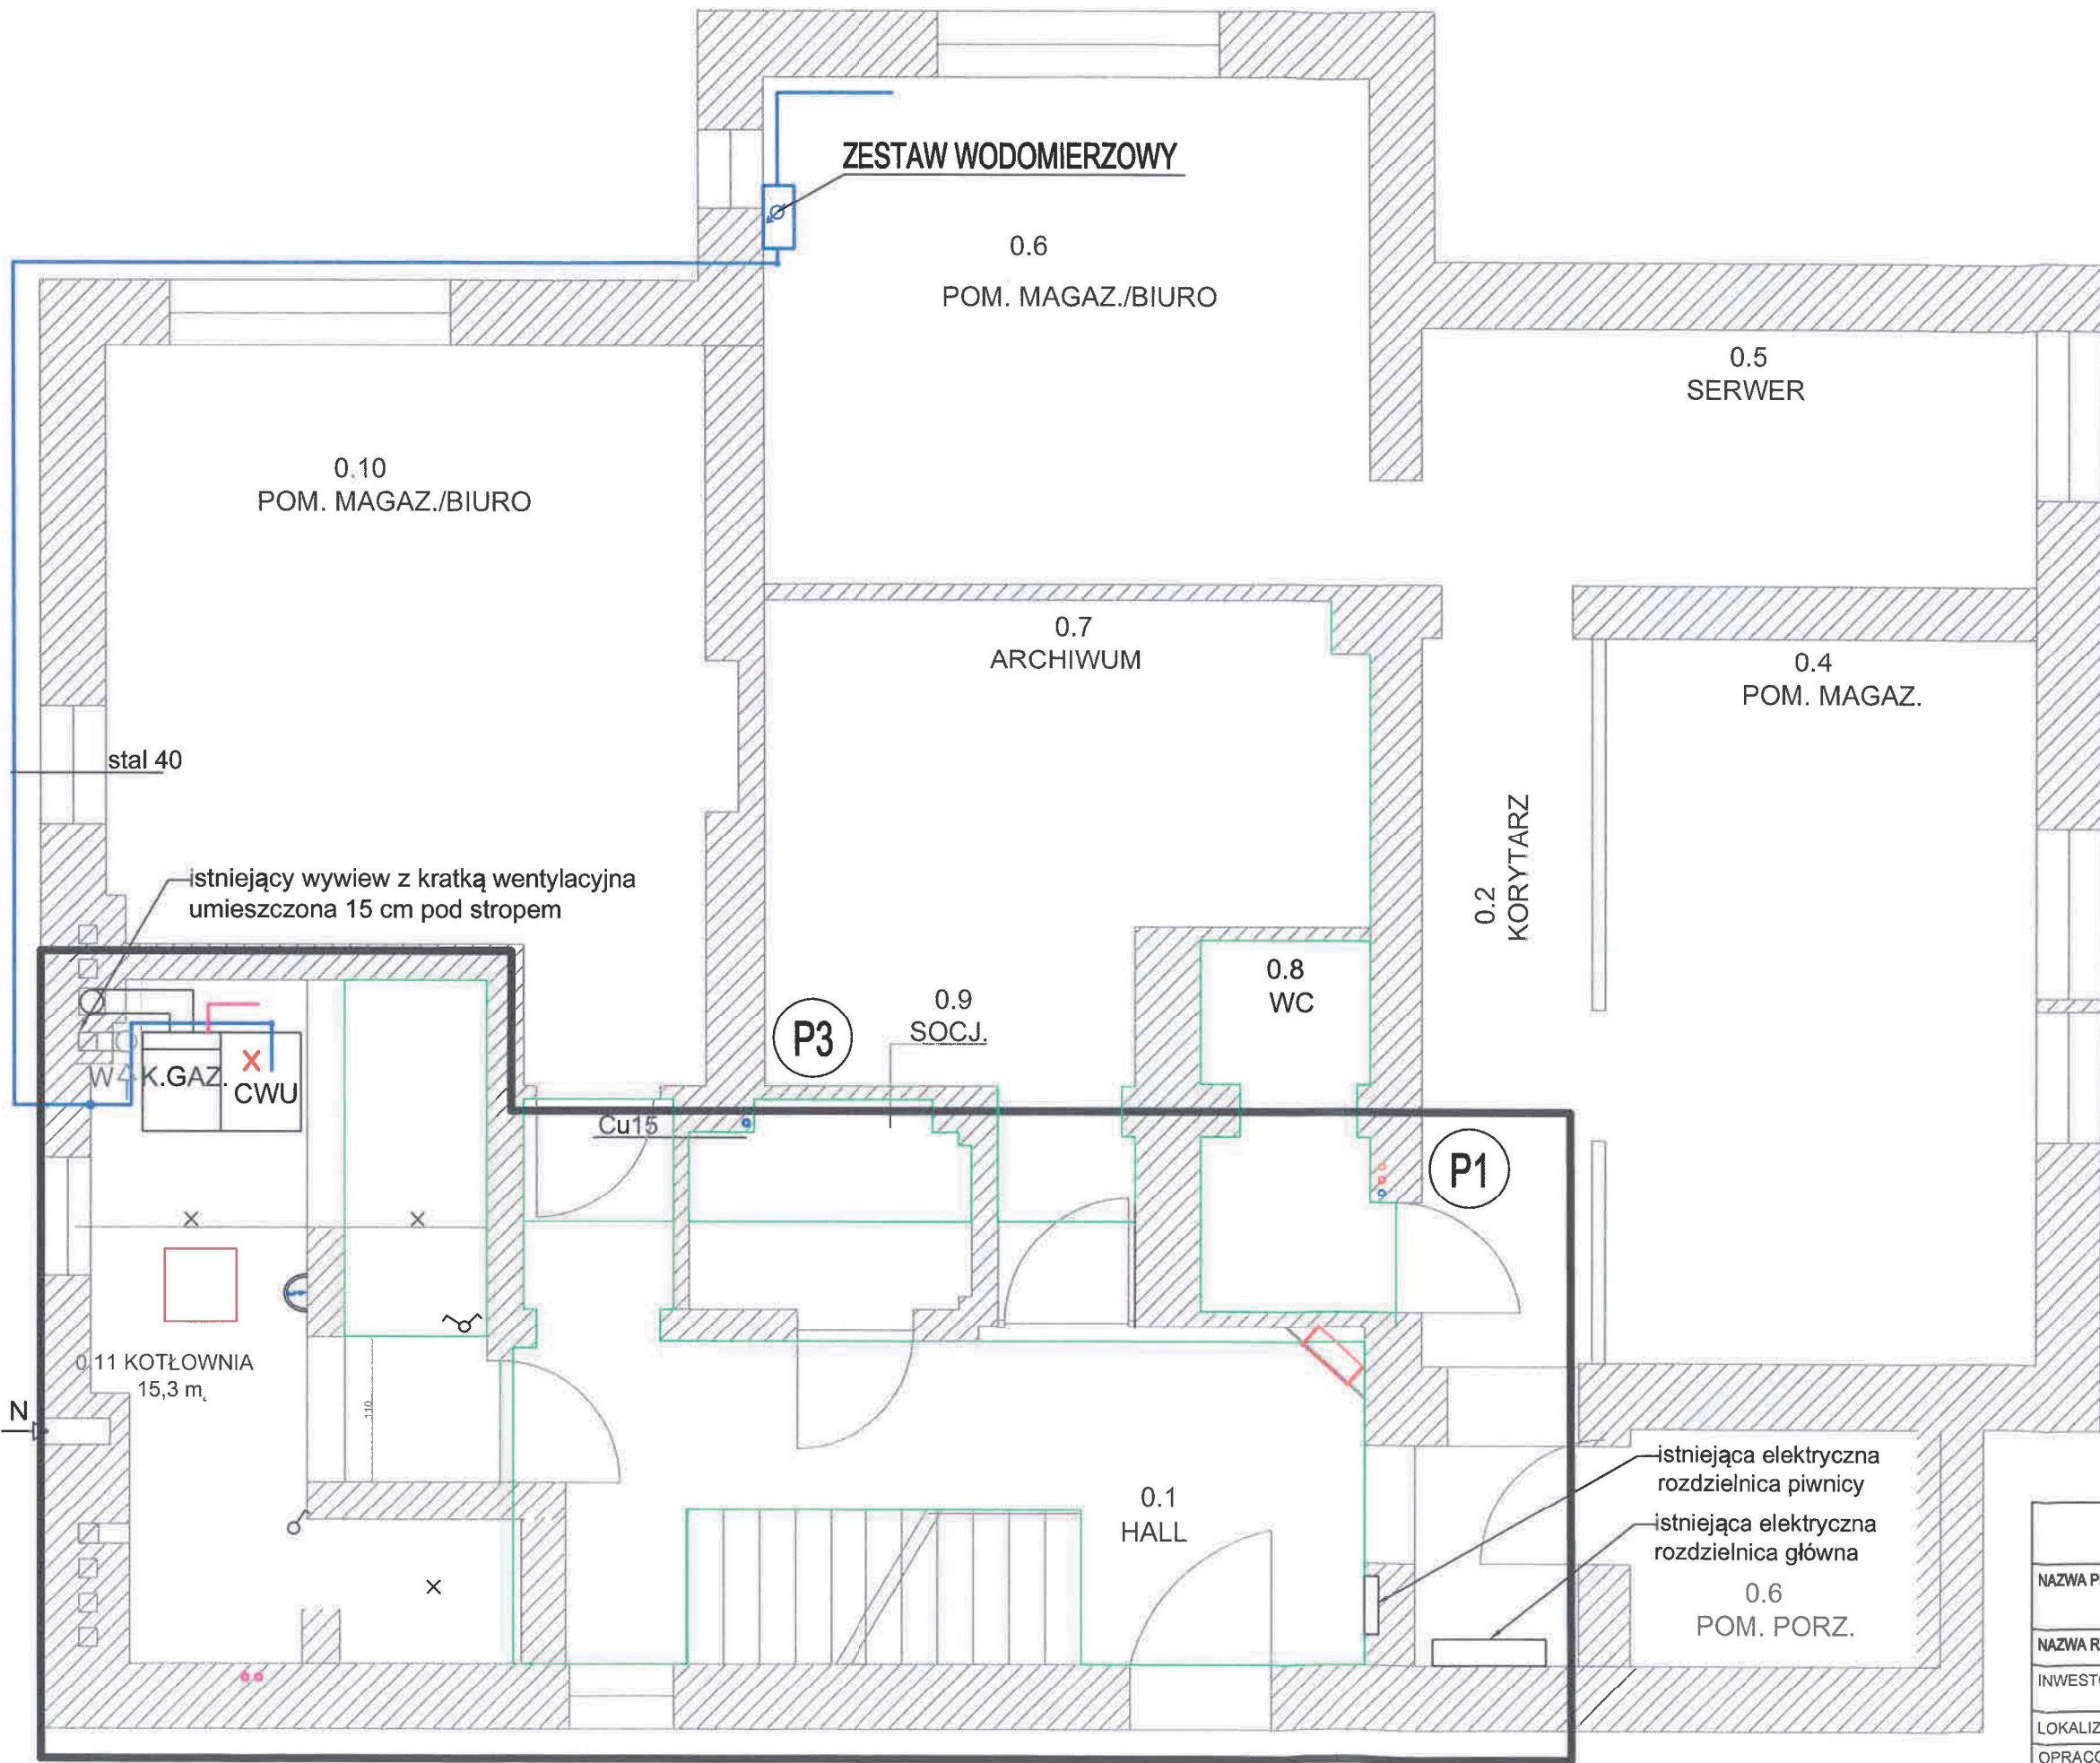 ZESTAW WODOMIERZOWY
0.6
POM. MAGAZ./BIURO
0.5
SERWER
0.10
POM. MAGAZ./BIURO
0.7
ARCHIWUM
0.4
POM. MAGAZ.
stal 40
0.2
KORYTARZ
istniejący wywiew z kratką wentylacyjna
umieszczona 15 cm pod stropem
0.8
WC
0.9
SOCJ.
P3
W
K.GAZ.
X
CWU
Cu15
P1
0.11 KOTŁOWNIA
15,3 m
110
N
0.1
HALL
istniejąca elektryczna
rozdzielnica piwnicy
istniejąca elektryczna
rozdzielnica główna
0.6
POM. PORZ.
NAZWA P
NAZWA R
INWEST
LOKALIZ
OPRAC